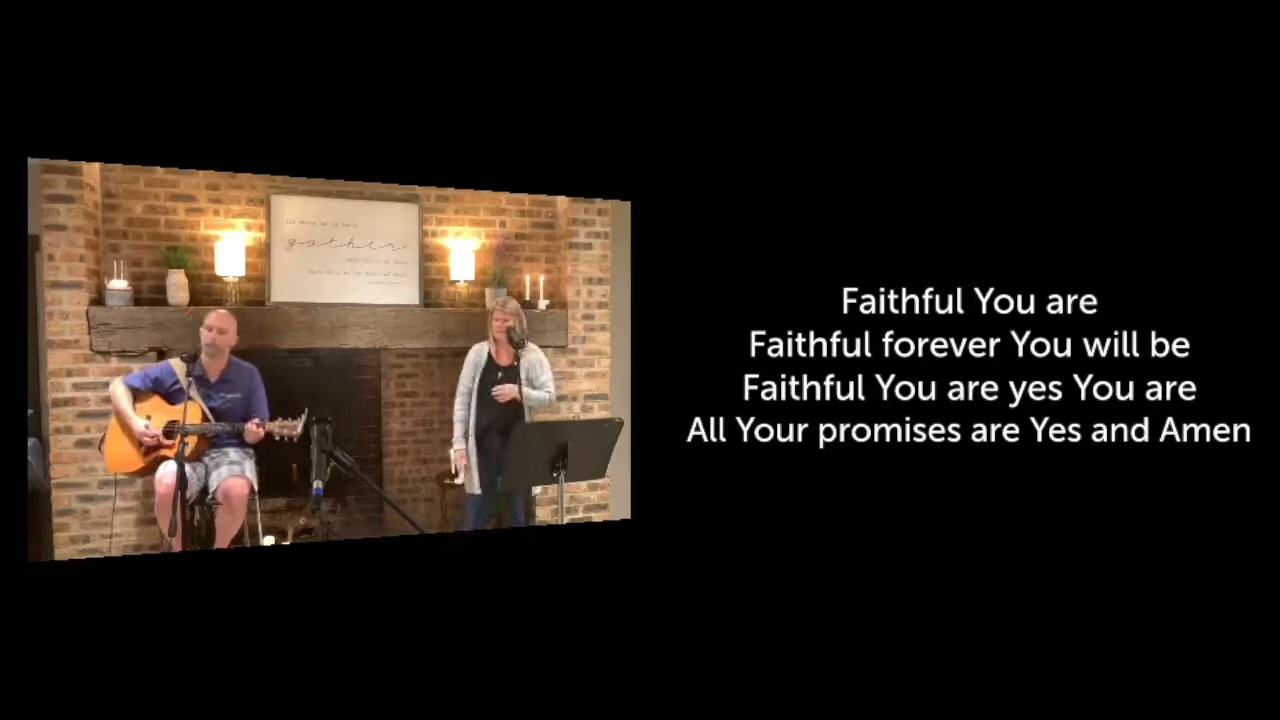 gather
Faithful You are
Faithful forever You will be
Faithful You are yes You are
All Your promises are Yes and Amen